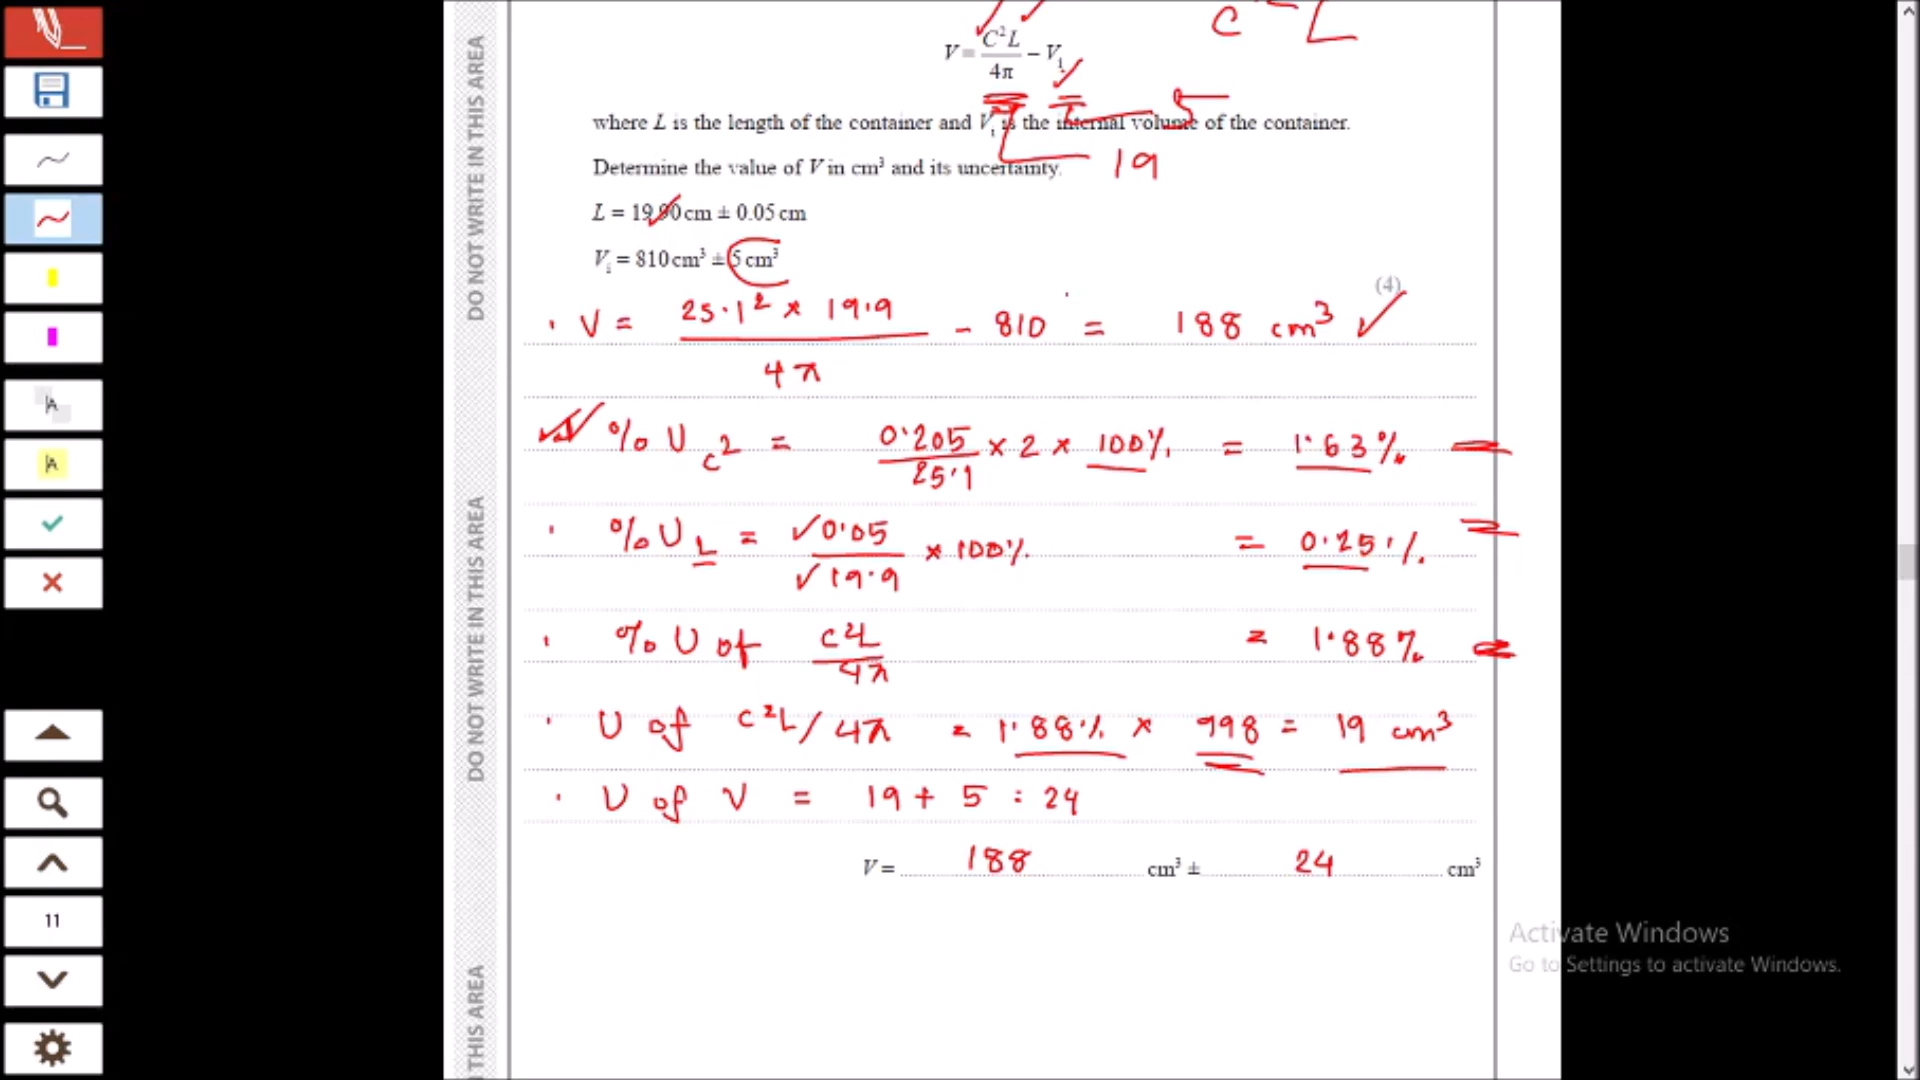 C² L
V = C²L / 4π − Vᵢ
5
where L is the length of the container and Vᵢ is the internal volume of the container.
19
Determine the value of V in cm³ and its uncertainty.
L = 19.90 cm ± 0.05 cm
Vᵢ = 810 cm³ ± 5 cm³
(4)
· V = 25.1² × 19.9 / 4π − 810 = 188 cm³ ✓
%U C² = 0.205 / 25.1 × 2 × 100% = 1.63%
· %U L = ✓0.05 / ✓19.9 × 100% = 0.25%
· %U of C²L / 4π = 1.88%
· U of C²L/4π = 1.88% × 998 = 19 cm³
· U of V = 19 + 5 = 24
V = 188 cm³ ± 24 cm³
DO NOT WRITE IN THIS AREA
DO NOT WRITE IN THIS AREA
THIS AREA
A
A
11
Activate Windows
Go to Settings to activate Windows.